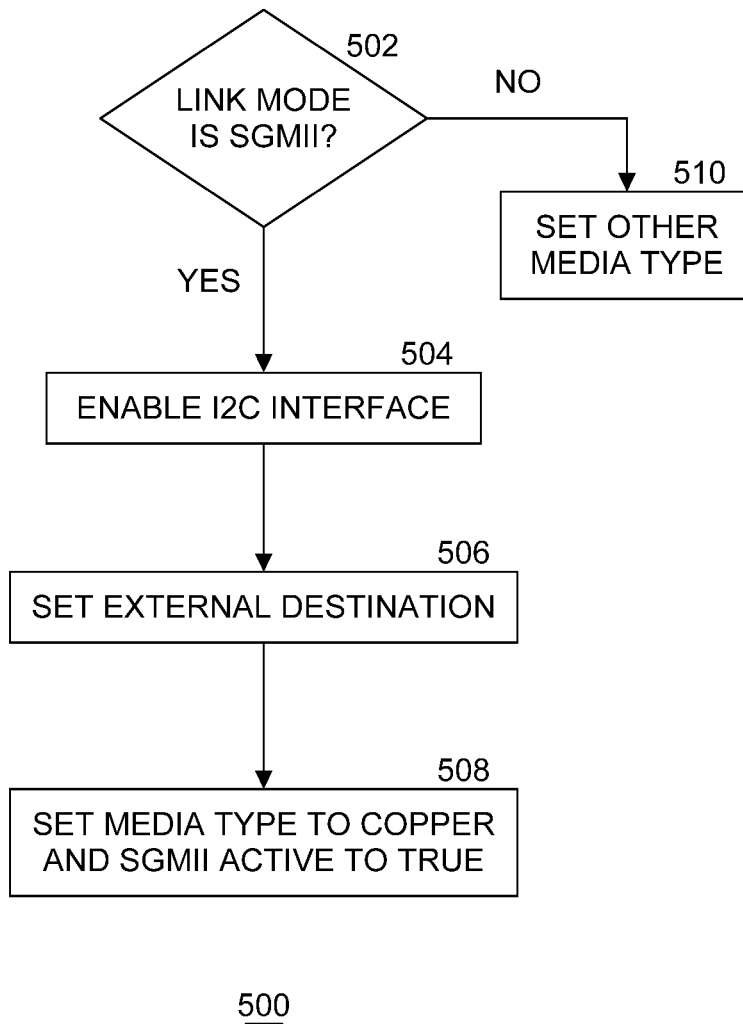 502
LINK MODE
IS SGMII?
NO
510
SET OTHER
MEDIA TYPE
YES
504
ENABLE I2C INTERFACE
506
SET EXTERNAL DESTINATION
508
SET MEDIA TYPE TO COPPER
AND SGMII ACTIVE TO TRUE
500